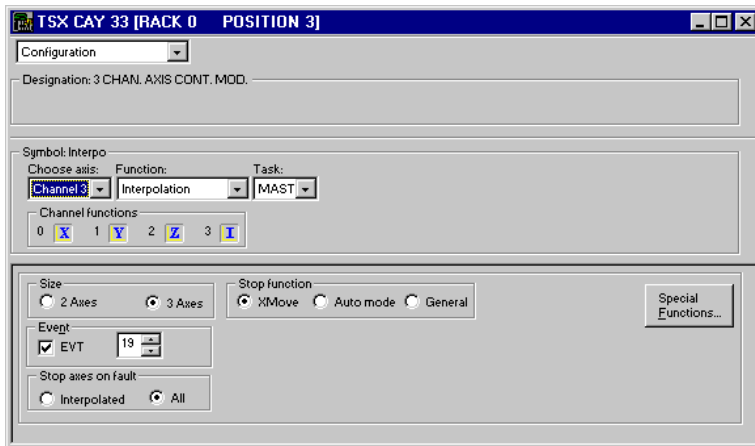 TSX CAY 33 [RACK 0 POSITION 3]
Configuration
Designation: 3 CHAN. AXIS CONT. MOD.
Symbol: Interpo
Choose axis: Function: Task:
Channel 3 Interpolation MAST
Channel functions
0 X 1 Y 2 Z 3 I
Size Stop function
2 Axes 3 Axes XMove Auto mode General
Special
Functions...
Event
EVT 19
Stop axes on fault
Interpolated All